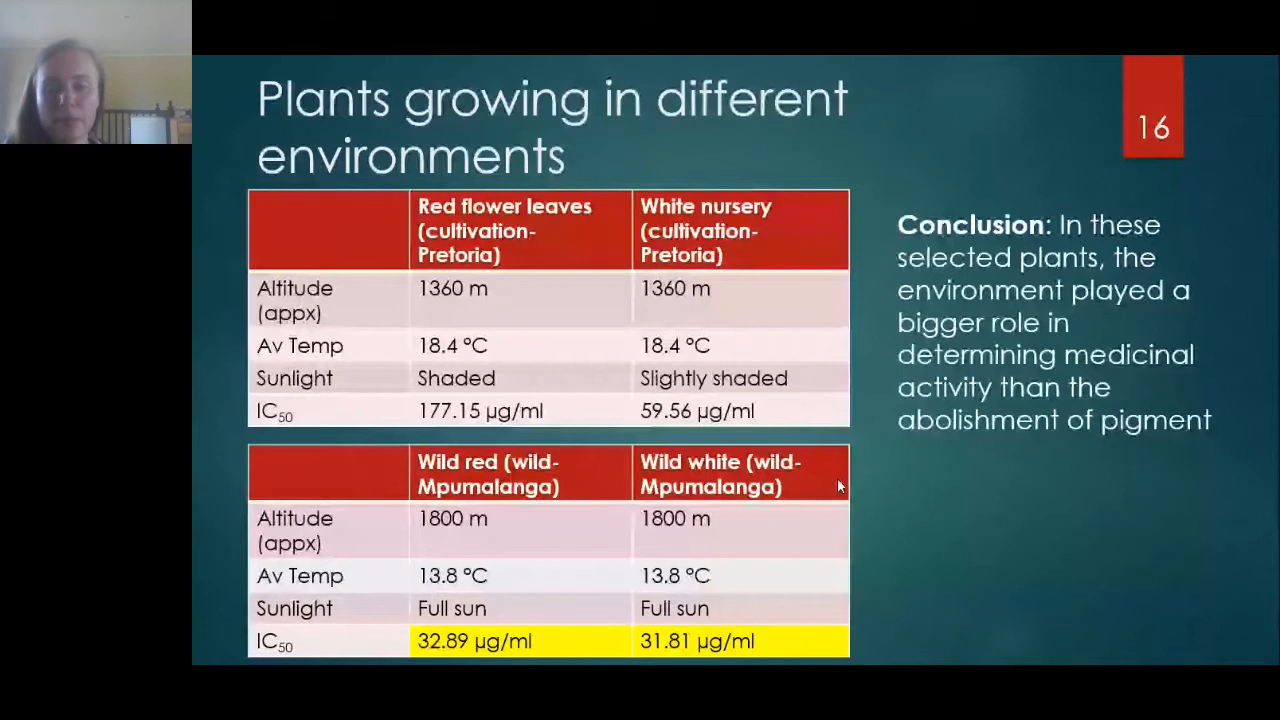 Plants growing in different
environments
16
Red flower leaves
(cultivation-
Pretoria)
White nursery
(cultivation-
Pretoria)
Altitude
(appx)
1360 m
1360 m
Av Temp
18.4 °C
18.4 °C
Sunlight
Shaded
Slightly shaded
IC₅₀
177.15 µg/ml
59.56 µg/ml
Wild red (wild-
Mpumalanga)
Wild white (wild-
Mpumalanga)
Altitude
(appx)
1800 m
1800 m
Av Temp
13.8 °C
13.8 °C
Sunlight
Full sun
Full sun
IC₅₀
32.89 µg/ml
31.81 µg/ml
Conclusion: In these
selected plants, the
environment played a
bigger role in
determining medicinal
activity than the
abolishment of pigment